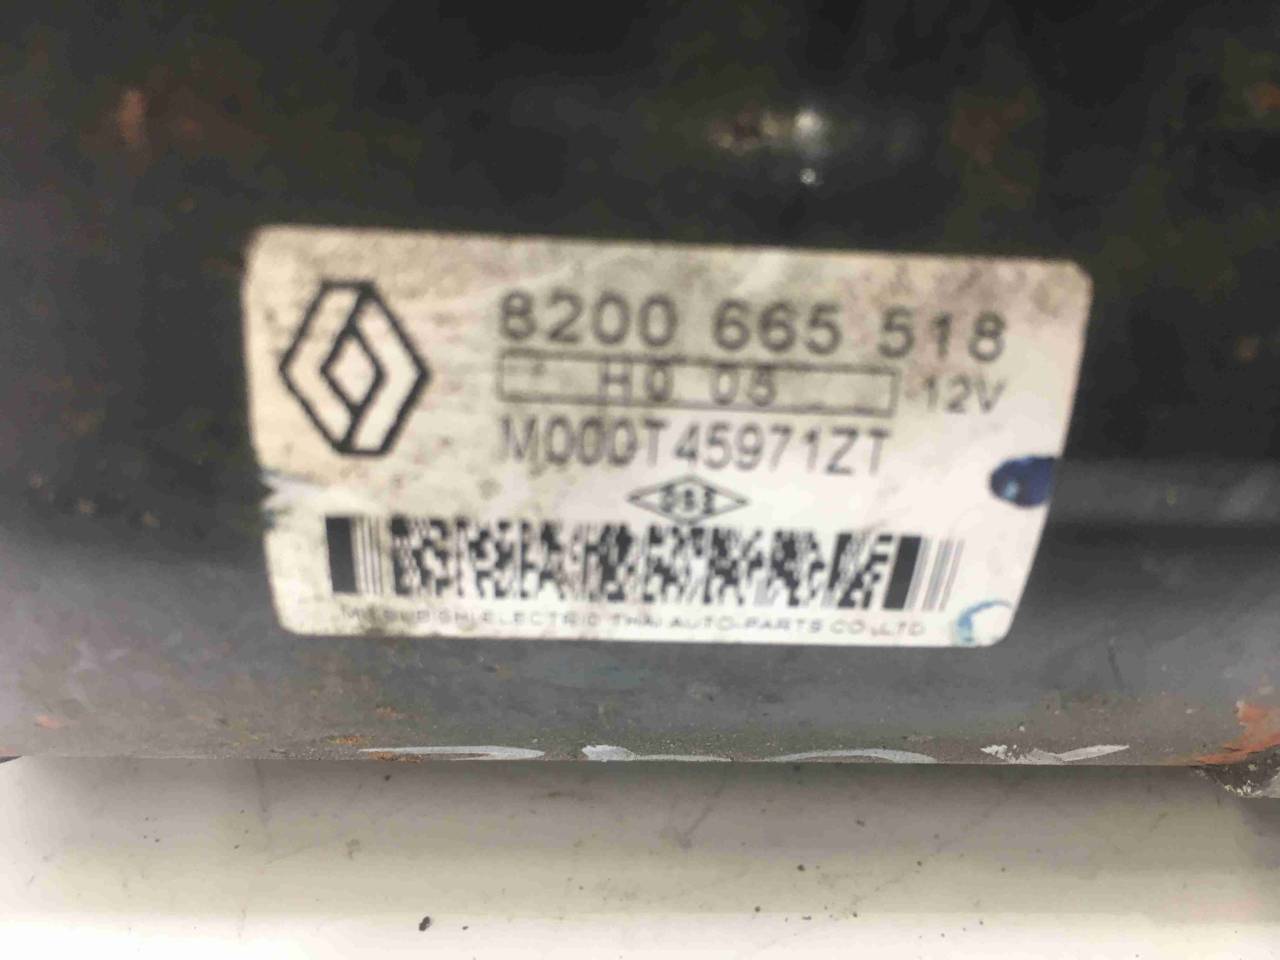 8200 665 518
H0 05
12V
M000T45971ZT
MITSUBISHI ELECTRIC THAI AUTO-PARTS CO.,LTD